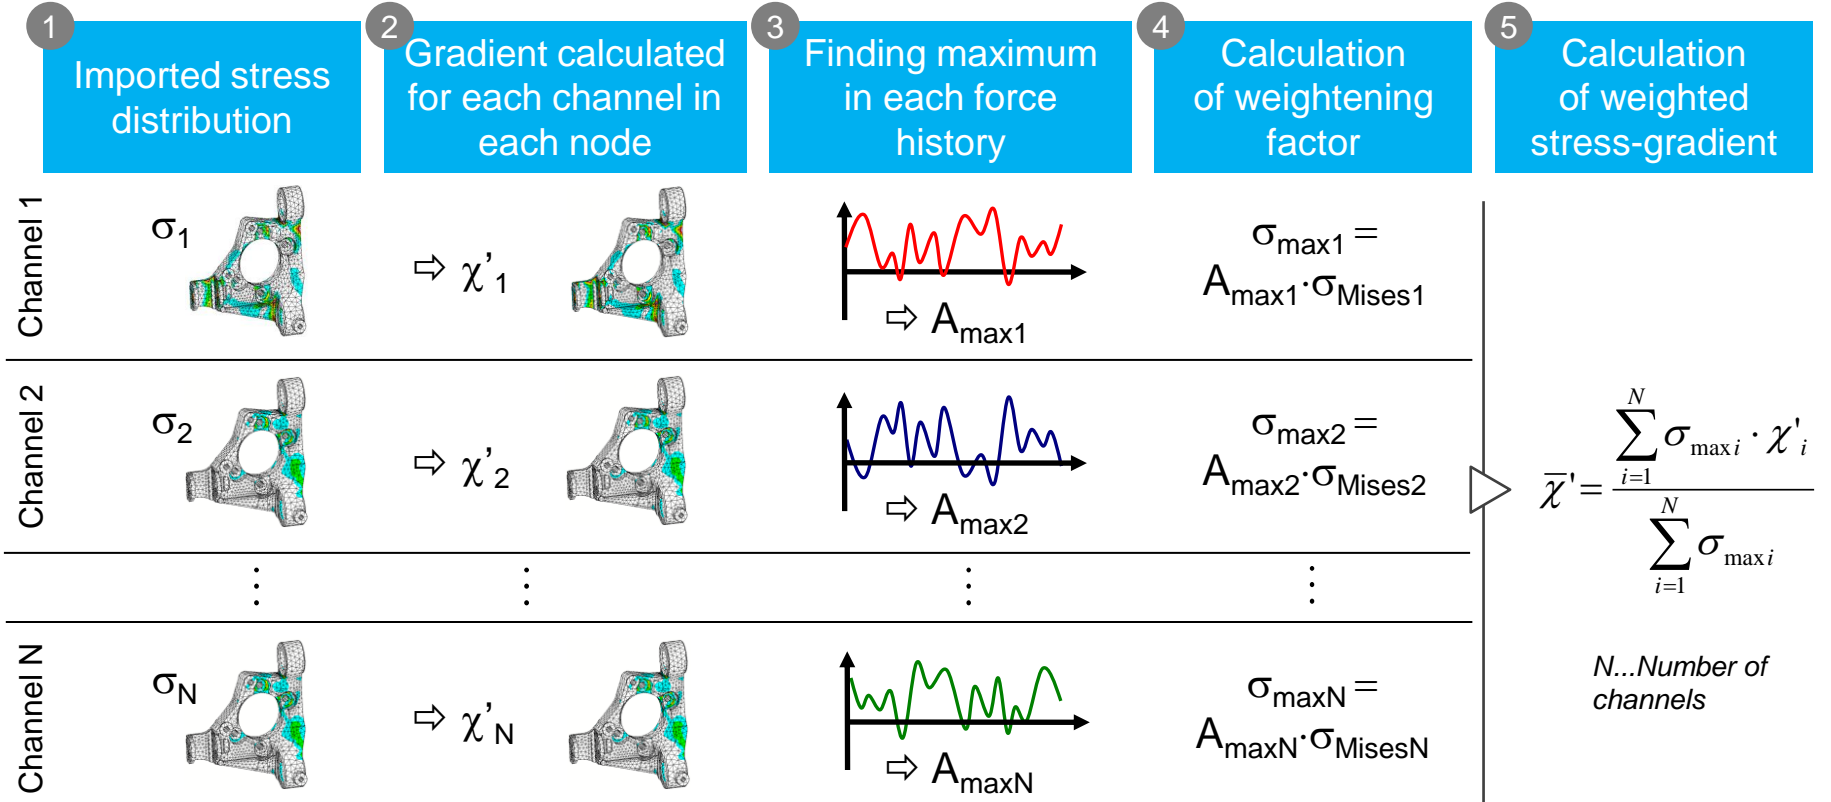 1
Imported stress
distribution
2
Gradient calculated
for each channel in
each node
3
Finding maximum
in each force
history
4
Calculation
of weightening
factor
5
Calculation
of weighted
stress-gradient
Channel 1
σ1
⇨ χ'1
⇨ Amax1
σmax1 =
Amax1·σMises1
Channel 2
σ2
⇨ χ'2
⇨ Amax2
σmax2 =
Amax2·σMises2
⋮ ⋮ ⋮ ⋮
Channel N
σN
⇨ χ'N
⇨ AmaxN
σmaxN =
AmaxN·σMisesN
χ̅' = (∑_{i=1}^{N} σmax i · χ'i) / (∑_{i=1}^{N} σmax i)
N...Number of
channels